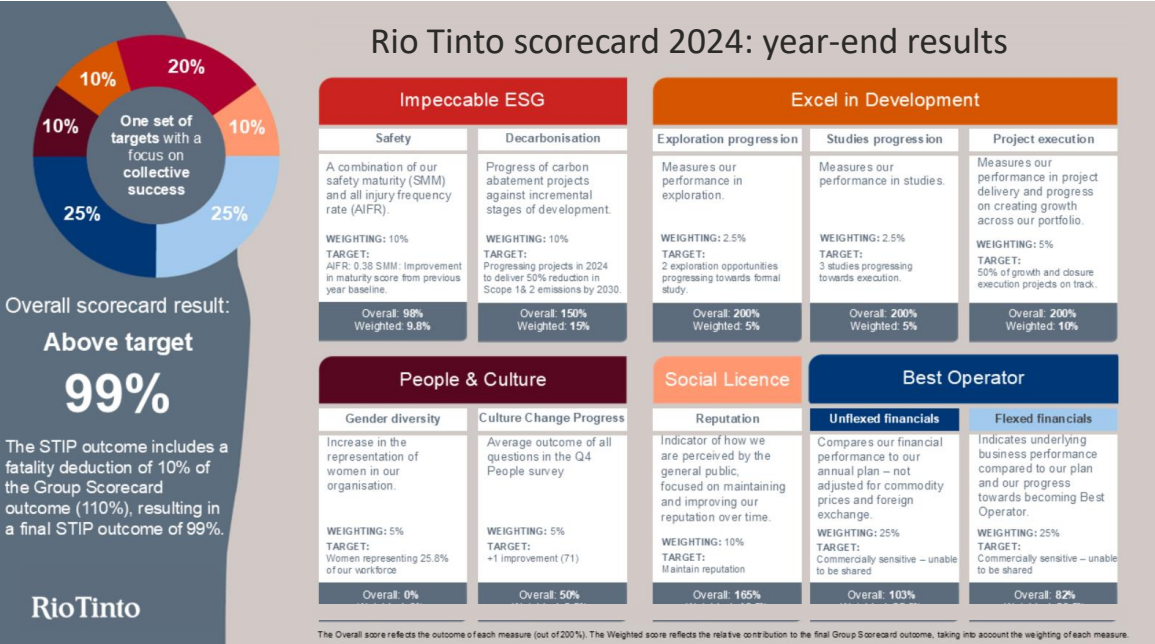 Rio Tinto scorecard 2024: year-end results
20%
10%
10%
10%
25%
25%
One set of
targets with a
focus on
collective
success
Overall scorecard result:
Above target
99%
The STIP outcome includes a
fatality deduction of 10% of
the Group Scorecard
outcome (110%), resulting in
a final STIP outcome of 99%.
RioTinto
Impeccable ESG
Safety
A combination of our
safety maturity (SMM)
and all injury frequency
rate (AIFR).
WEIGHTING: 10%
TARGET:
AIFR: 0.38 SMM: Improvement
in maturity score from previous
year baseline.
Overall: 98%
Weighted: 9.8%
Decarbonisation
Progress of carbon
abatement projects
against incremental
stages of development.
WEIGHTING: 10%
TARGET:
Progressing projects in 2024
to deliver 50% reduction in
Scope 1& 2 emissions by 2030.
Overall: 150%
Weighted: 15%
Excel in Development
Exploration progression
Measures our
performance in
exploration.
WEIGHTING: 2.5%
TARGET:
2 exploration opportunities
progressing towards formal
study.
Overall: 200%
Weighted: 5%
Studies progression
Measures our
performance in studies.
WEIGHTING: 2.5%
TARGET:
3 studies progressing
towards execution.
Overall: 200%
Weighted: 5%
Project execution
Measures our
performance in project
delivery and progress
on creating growth
across our portfolio.
WEIGHTING: 5%
TARGET:
50% of growth and closure
execution projects on track.
Overall: 200%
Weighted: 10%
People & Culture
Gender diversity
Increase in the
representation of
women in our
organisation.
WEIGHTING: 5%
TARGET:
Women representing 25.8%
of our workforce
Overall: 0%
Culture Change Progress
Average outcome of all
questions in the Q4
People survey
WEIGHTING: 5%
TARGET:
+1 improvement (71)
Overall: 50%
Social Licence
Reputation
Indicator of how we
are perceived by the
general public,
focused on maintaining
and improving our
reputation over time.
WEIGHTING: 10%
TARGET:
Maintain reputation
Overall: 165%
Best Operator
Unflexed financials
Compares our financial
performance to our
annual plan – not
adjusted for commodity
prices and foreign
exchange.
WEIGHTING: 25%
TARGET:
Commercially sensitive – unable
to be shared
Overall: 103%
Flexed financials
Indicates underlying
business performance
compared to our plan
and our progress
towards becoming Best
Operator.
WEIGHTING: 25%
TARGET:
Commercially sensitive – unable
to be shared
Overall: 82%
The Overall score reflects the outcome of each measure (out of 200%). The Weighted score reflects the relative contribution to the final Group Scorecard outcome, taking into account the weighting of each measure.